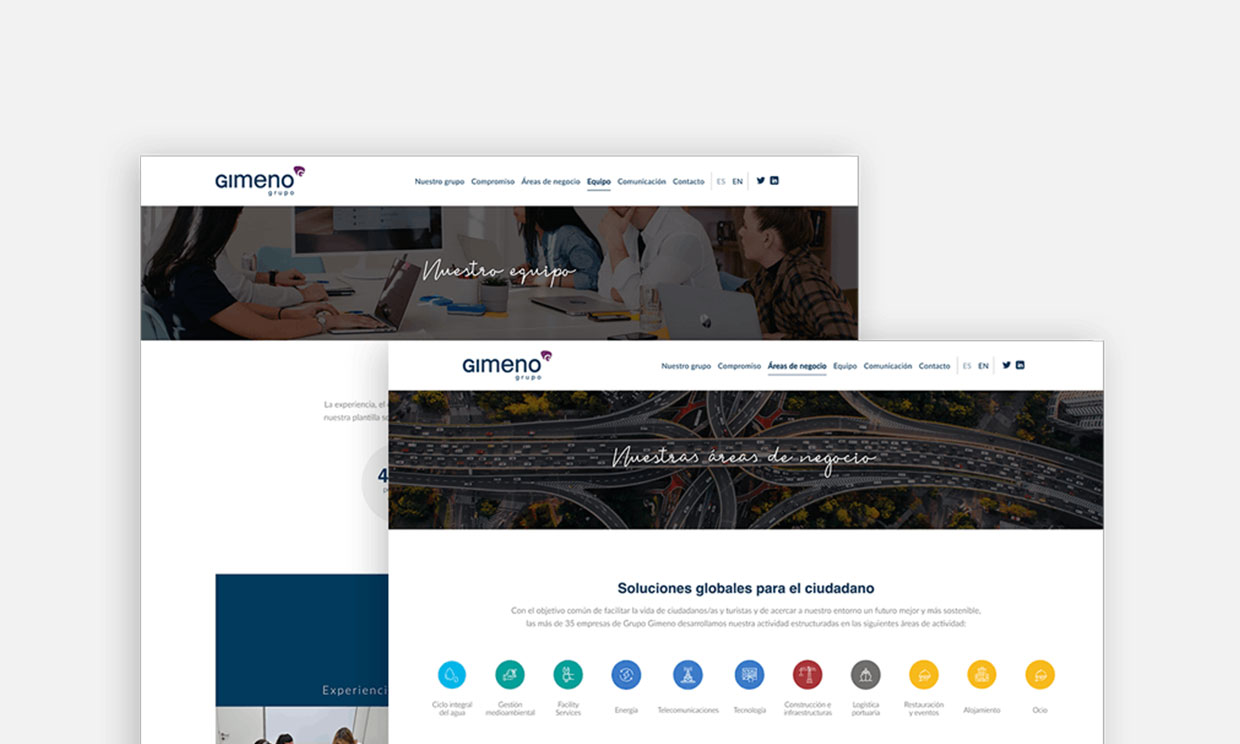 GIMENO
grupo
Nuestro grupo Compromiso Áreas de negocio Equipo Comunicación Contacto ES EN
Nuestro equipo
La experiencia, el
nuestra plantilla
4
Experienci
GIMENO
grupo
Nuestro grupo Compromiso Áreas de negocio Equipo Comunicación Contacto ES EN
Nuestras áreas de negocio
Soluciones globales para el ciudadano
Con el objetivo común de facilitar la vida de ciudadanos/as y turistas y de acercar a nuestro entorno un futuro mejor y más sostenible,
las más de 35 empresas de Grupo Gimeno desarrollamos nuestra actividad estructuradas en las siguientes áreas de actividad:
Ciclo integral
del agua
Gestión
medioambiental
Facility
Services
Energía
Telecomunicaciones
Tecnología
Construcción e
infraestructuras
Logística
portuaria
Restauración
y eventos
Alojamiento
Ocio